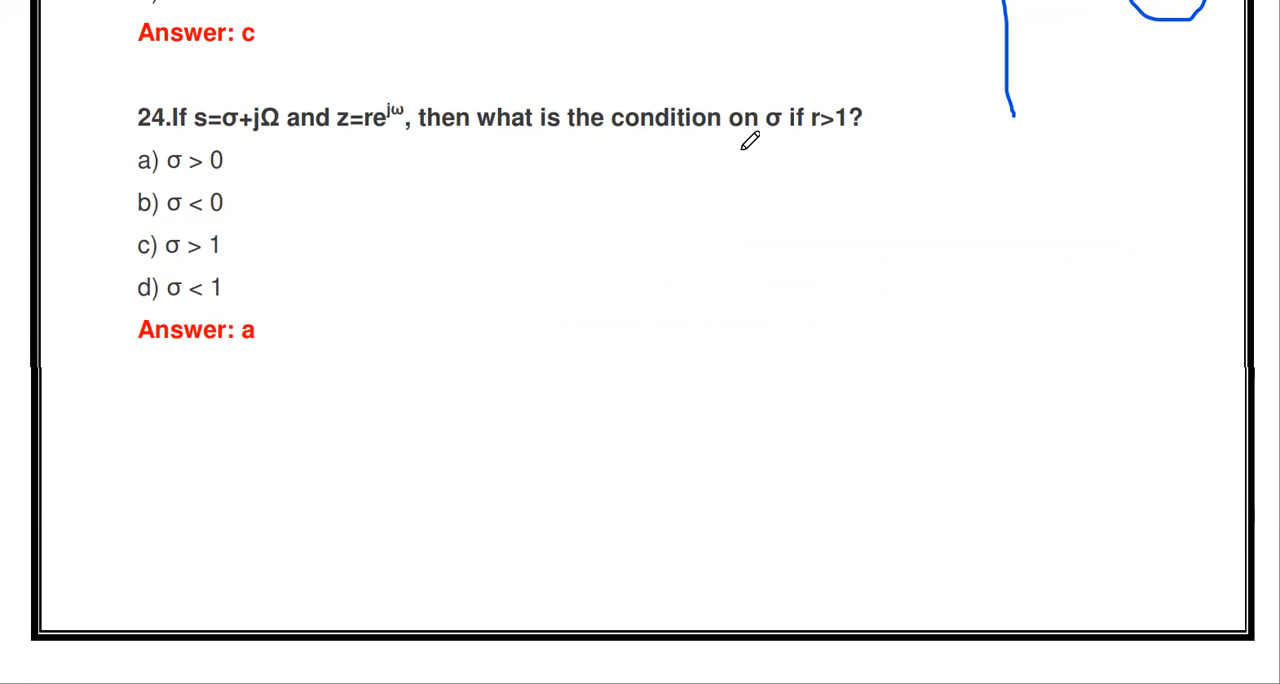 Answer: c
24.If s=σ+jΩ and z=re^jω, then what is the condition on σ if r>1?
a) σ > 0
b) σ < 0
c) σ > 1
d) σ < 1
Answer: a